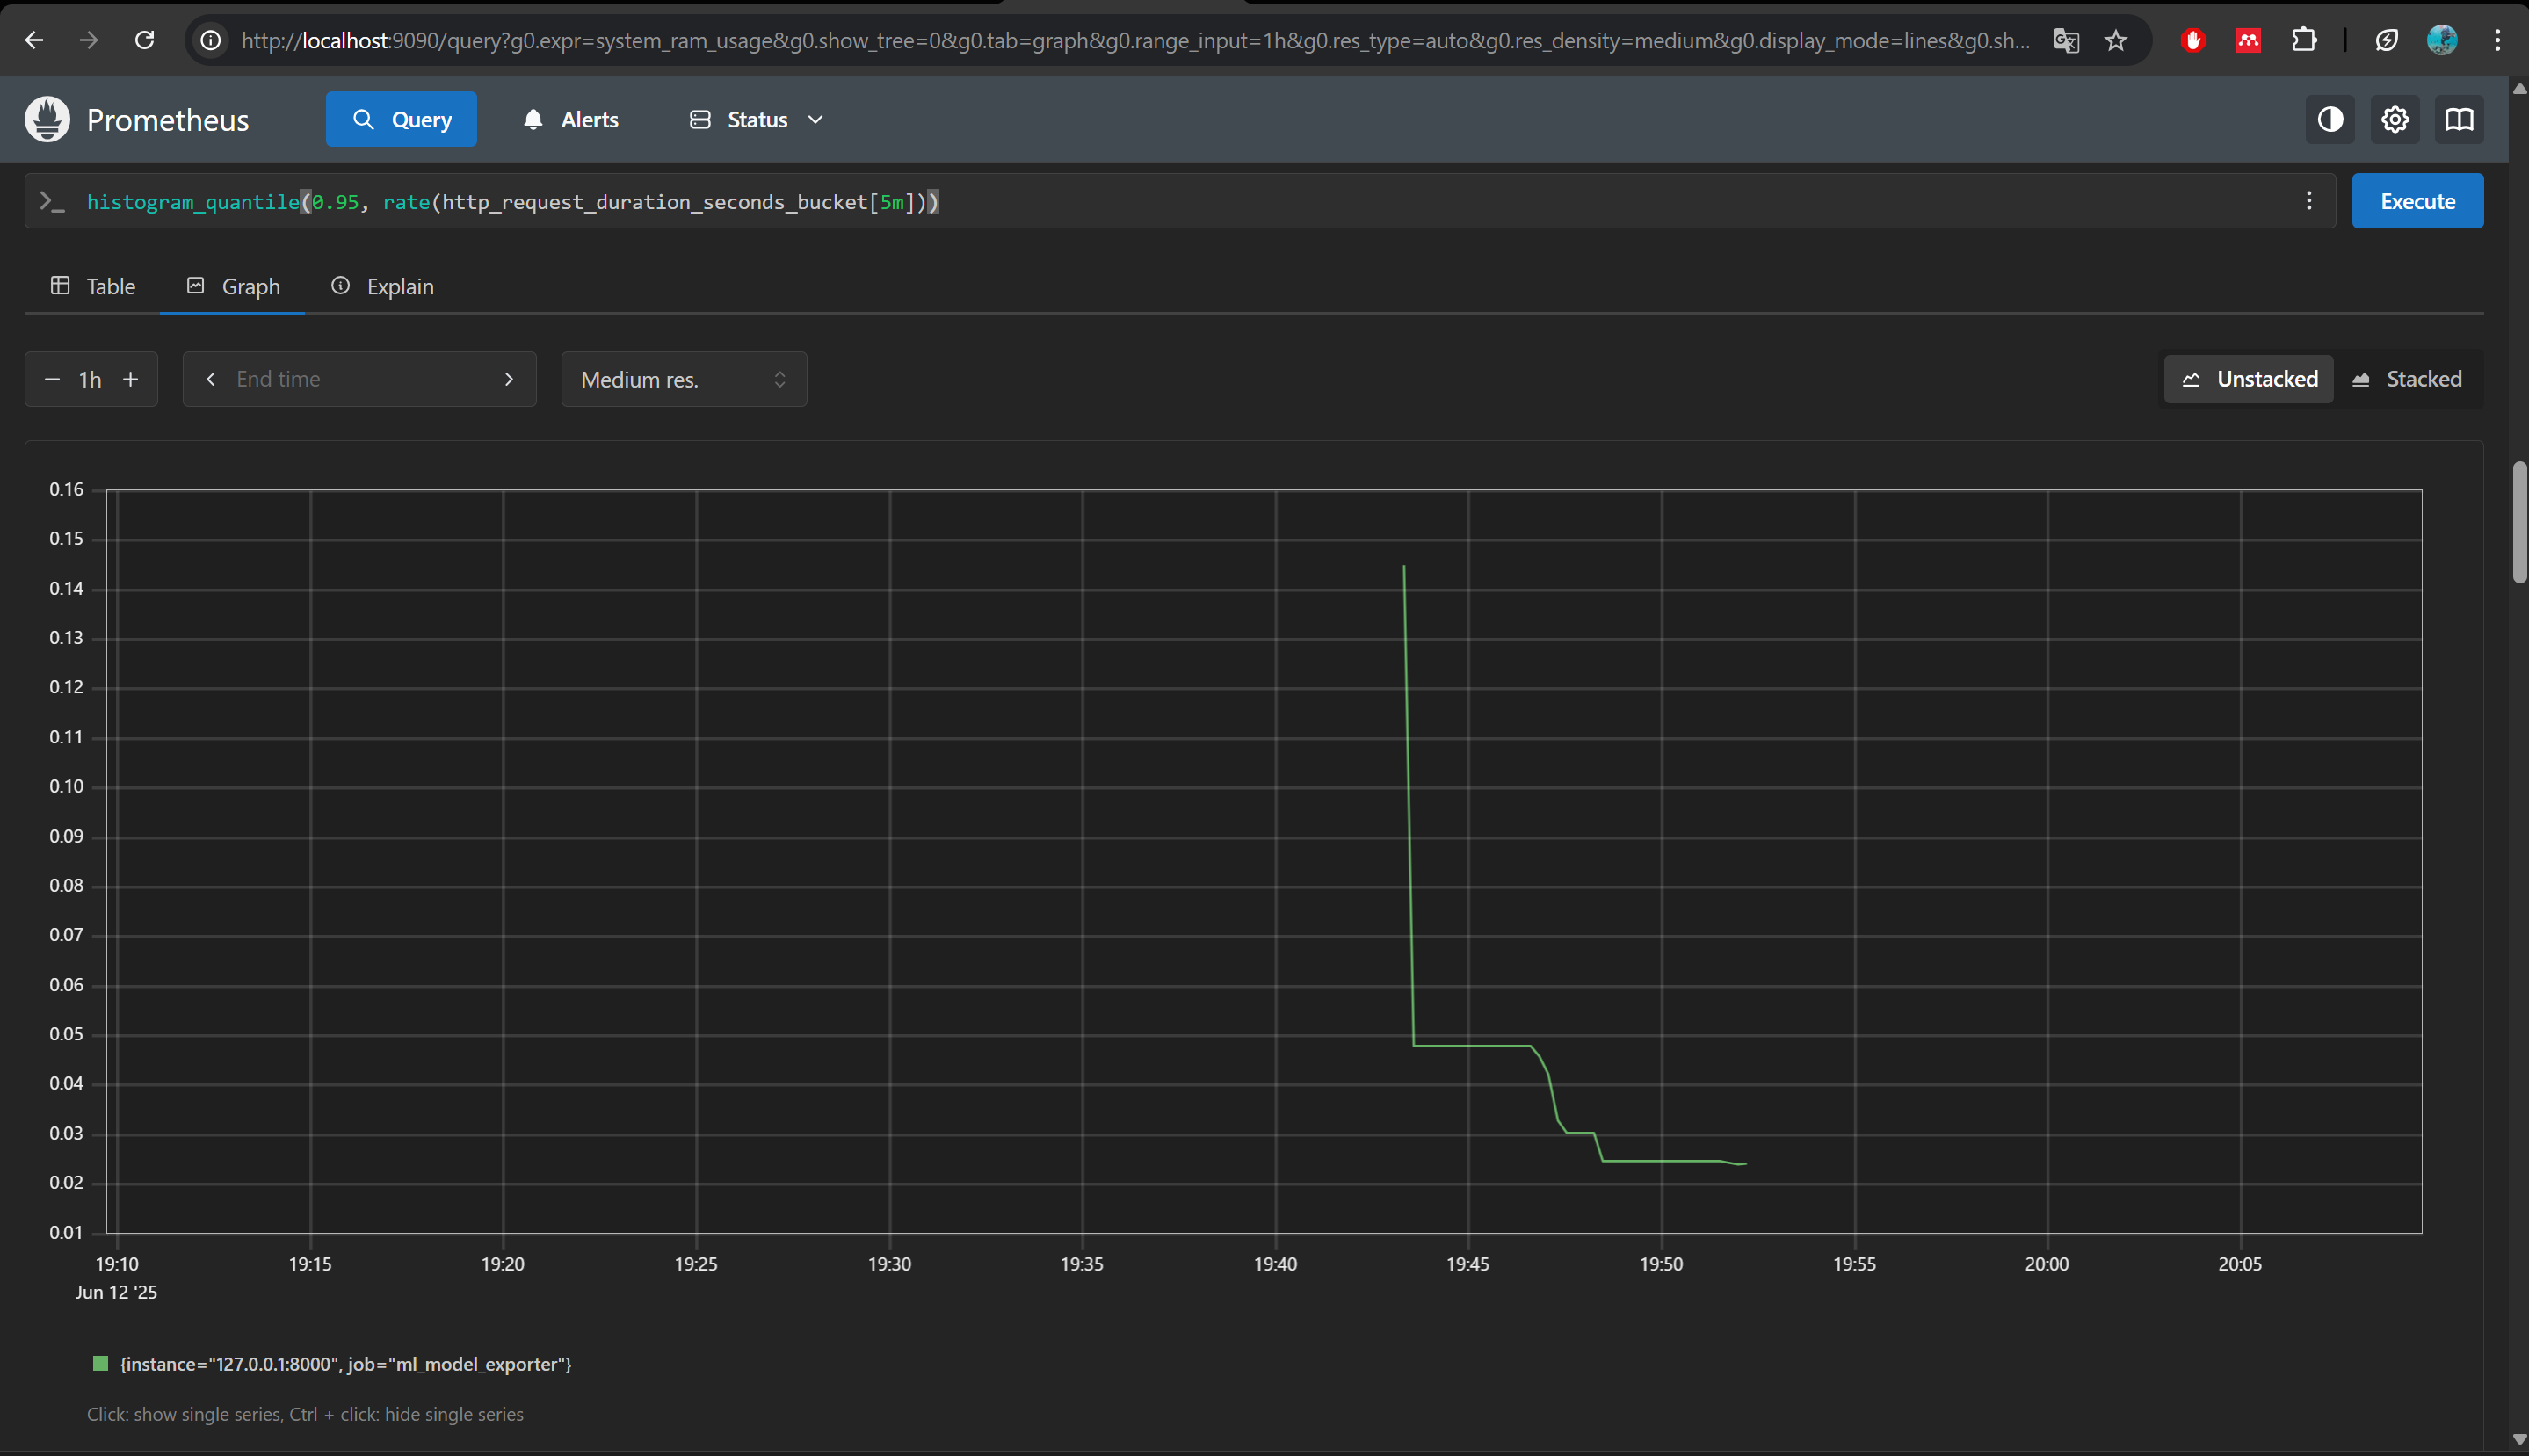 http://localhost:9090/query?g0.expr=system_ram_usage&g0.show_tree=0&g0.tab=graph&g0.range_input=1h&g0.res_type=auto&g0.res_density=medium&g0.display_mode=lines&g0.sh...
Prometheus
Query
Alerts
Status
histogram_quantile(0.95, rate(http_request_duration_seconds_bucket[5m]))
Execute
Table
Graph
Explain
1h
End time
Medium res.
Unstacked
Stacked
0.16
0.15
0.14
0.13
0.12
0.11
0.10
0.09
0.08
0.07
0.06
0.05
0.04
0.03
0.02
0.01
19:10 19:15 19:20 19:25 19:30 19:35 19:40 19:45 19:50 19:55 20:00 20:05
Jun 12 '25
{instance="127.0.0.1:8000", job="ml_model_exporter"}
Click: show single series, Ctrl + click: hide single series